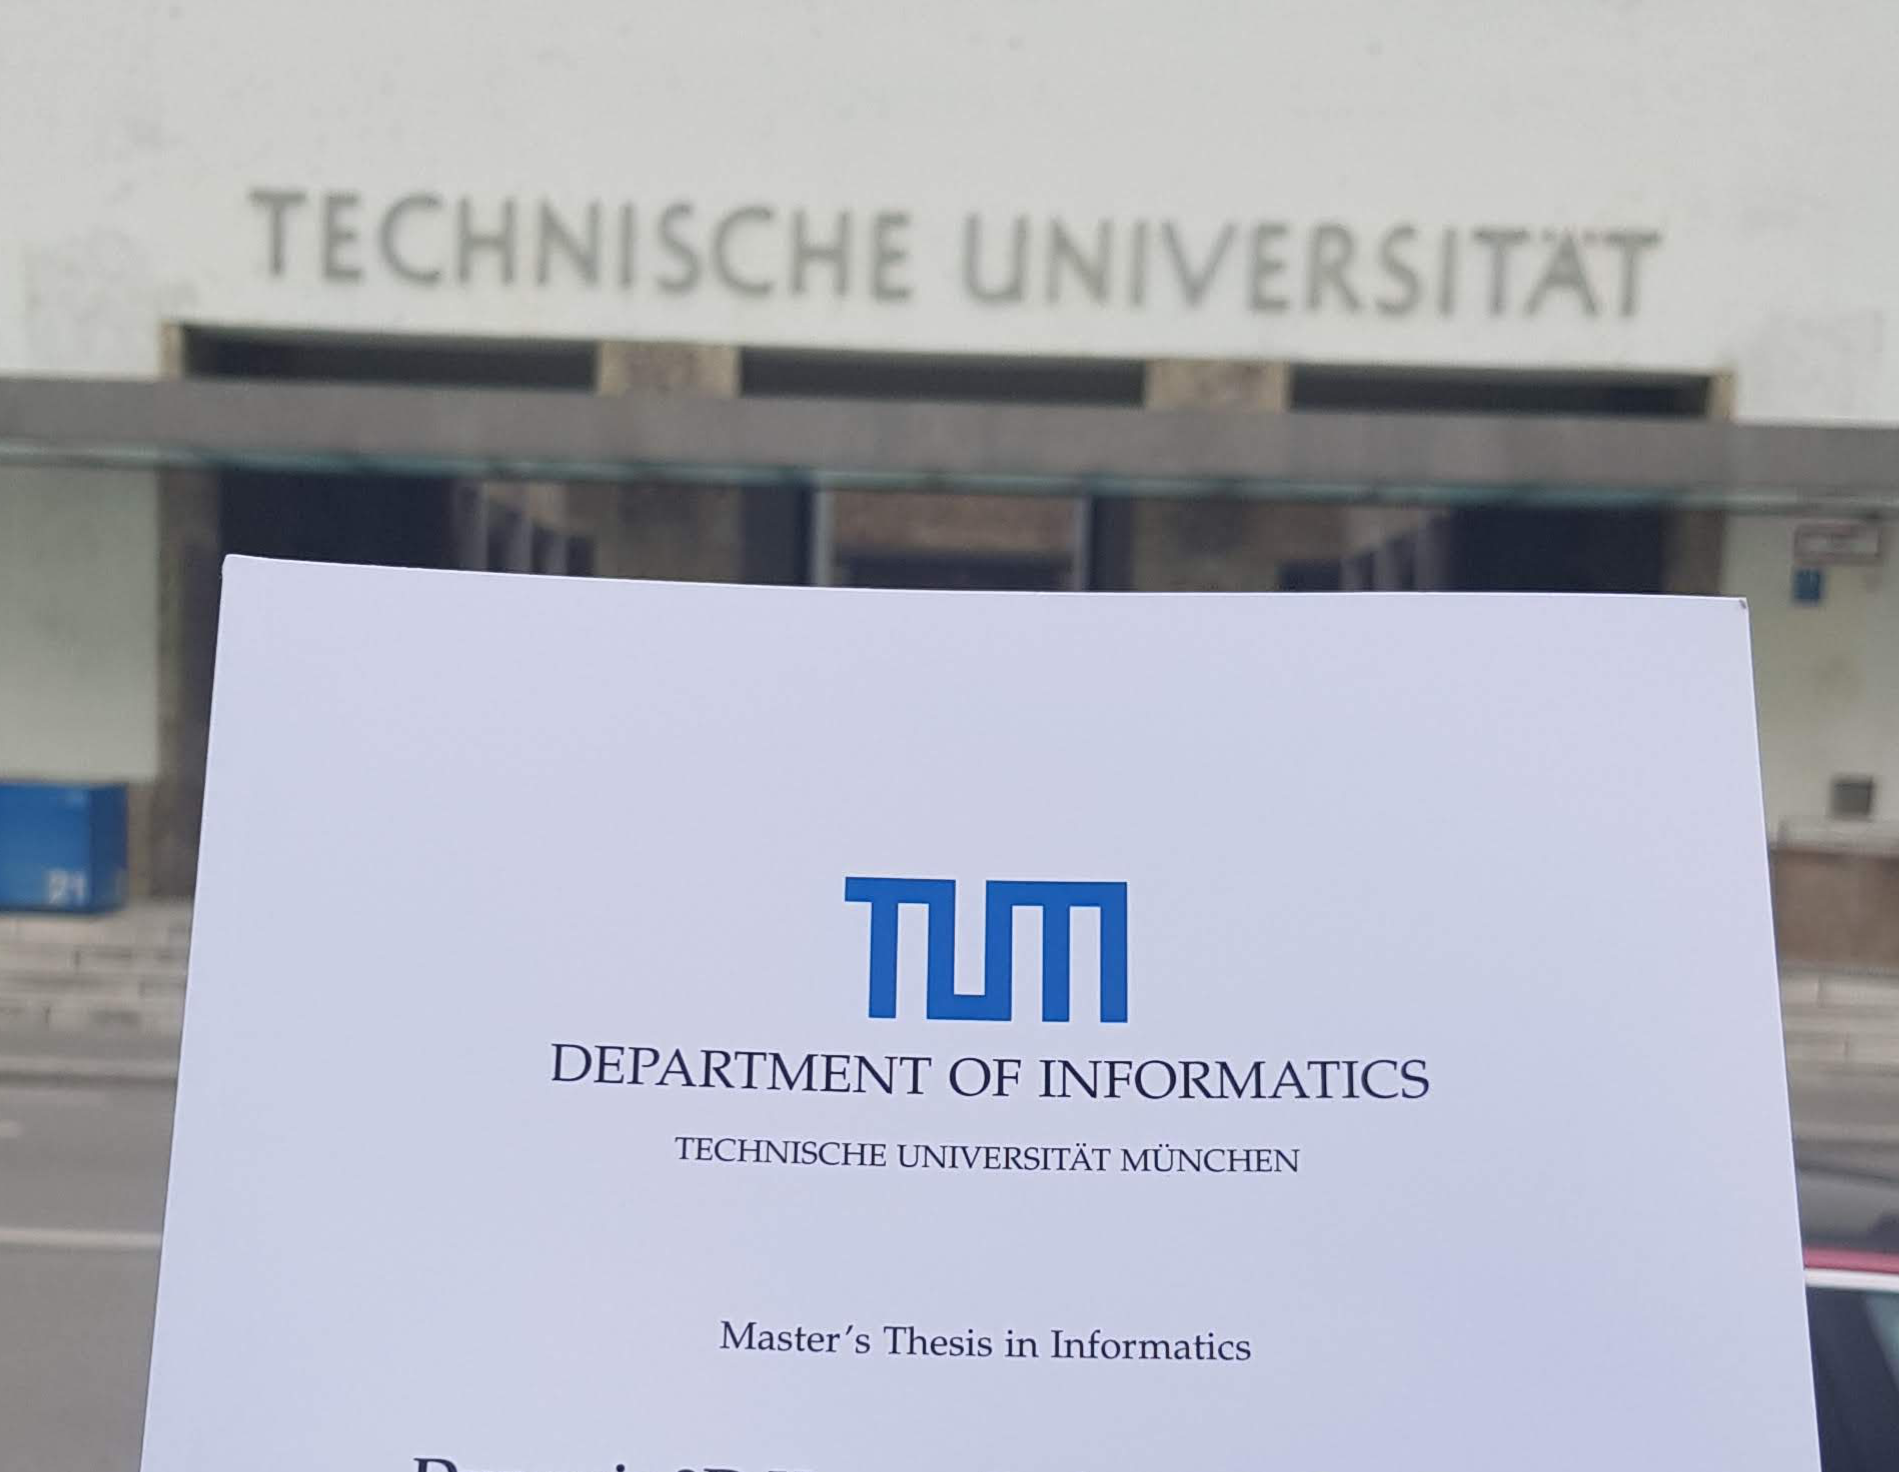 TECHNISCHE UNIVERSITÄT
21
TUM
DEPARTMENT OF INFORMATICS
TECHNISCHE UNIVERSITÄT MÜNCHEN
Master's Thesis in Informatics